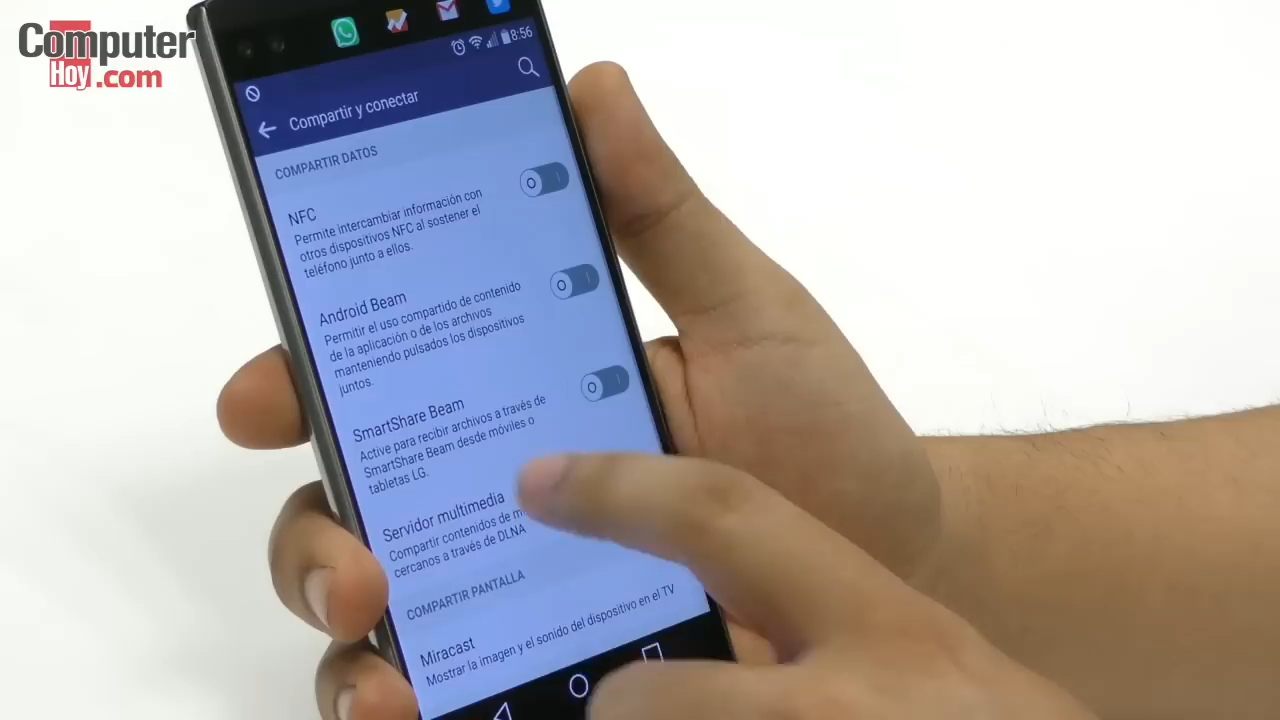 Computer
Hoy.com
8:56
Compartir y conectar
COMPARTIR DATOS
NFC
Permite intercambiar información con
otros dispositivos NFC al sostener el
teléfono junto a ellos.
Android Beam
Permitir el uso compartido de contenido
de la aplicación o de los archivos
manteniendo pulsados los dispositivos
juntos.
SmartShare Beam
Active para recibir archivos a través de
SmartShare Beam desde móviles o
tabletas LG.
Servidor multimedia
Compartir contenidos de
cercanos a través de DLNA
COMPARTIR PANTALLA
Miracast
Mostrar la imagen y el sonido del dispositivo en el TV